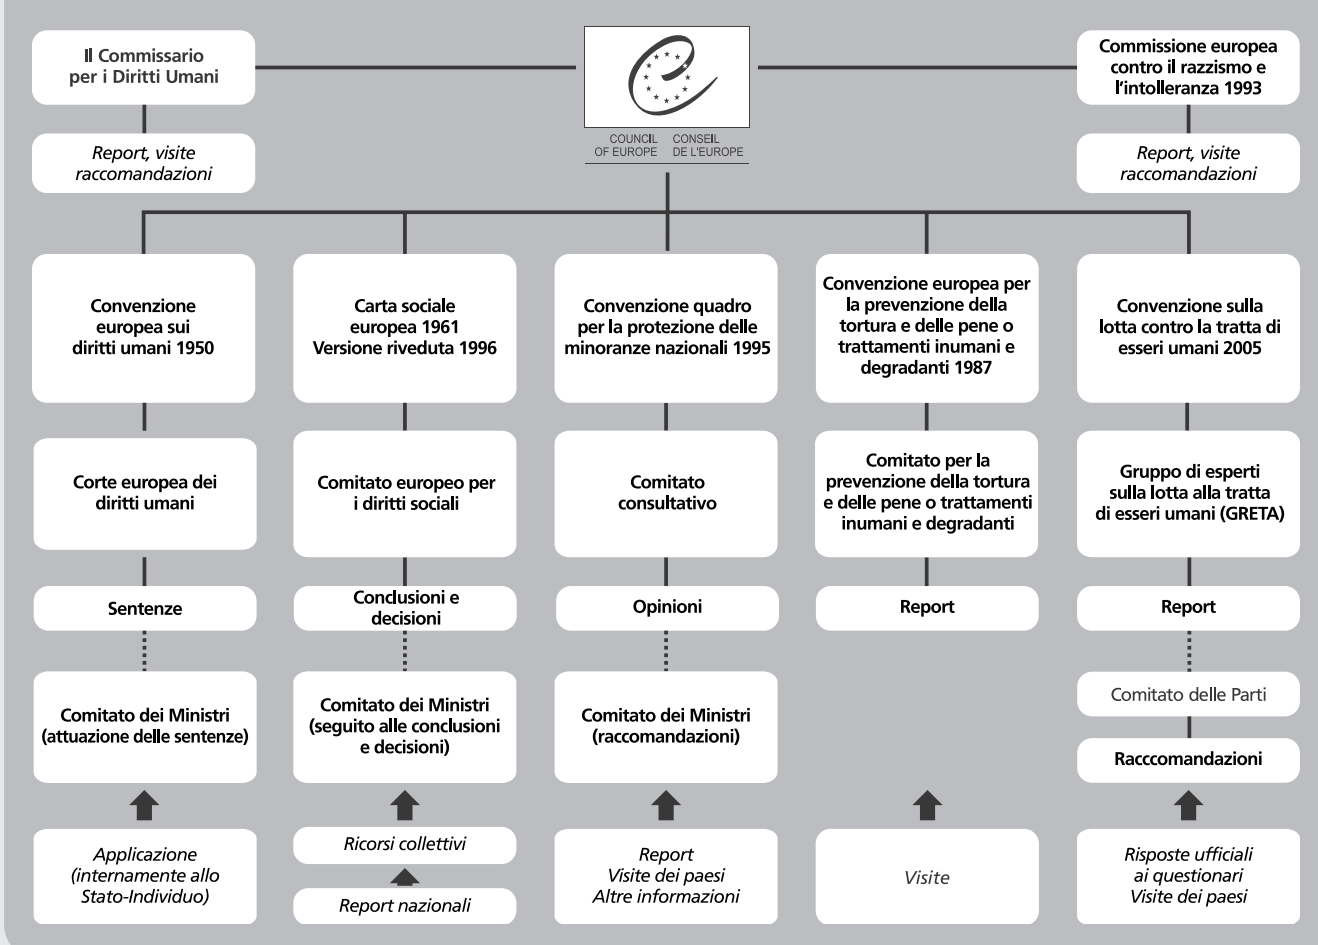 Il Commissario
per i Diritti Umani
Report, visite
raccomandazioni
COUNCIL
OF EUROPE
CONSEIL
DE L'EUROPE
Commissione europea
contro il razzismo e
l'intolleranza 1993
Report, visite
raccomandazioni
Convenzione
europea sui
diritti umani 1950
Corte europea dei
diritti umani
Sentenze
Comitato dei Ministri
(attuazione delle sentenze)
Applicazione
(internamente allo
Stato-Individuo)
Carta sociale
europea 1961
Versione riveduta 1996
Comitato europeo per
i diritti sociali
Conclusioni e
decisioni
Comitato dei Ministri
(seguito alle conclusioni
e decisioni)
Ricorsi collettivi
Report nazionali
Convenzione quadro
per la protezione delle
minoranze nazionali 1995
Comitato
consultativo
Opinioni
Comitato dei Ministri
(raccomandazioni)
Report
Visite dei paesi
Altre informazioni
Convenzione europea per
la prevenzione della
tortura e delle pene o
trattamenti inumani e
degradanti 1987
Comitato per la
prevenzione della tortura
e delle pene o trattamenti
inumani e degradanti
Report
Visite
Convenzione sulla
lotta contro la tratta di
esseri umani 2005
Gruppo di esperti
sulla lotta alla tratta
di esseri umani (GRETA)
Report
Comitato delle Parti
Racccomandazioni
Risposte ufficiali
ai questionari
Visite dei paesi